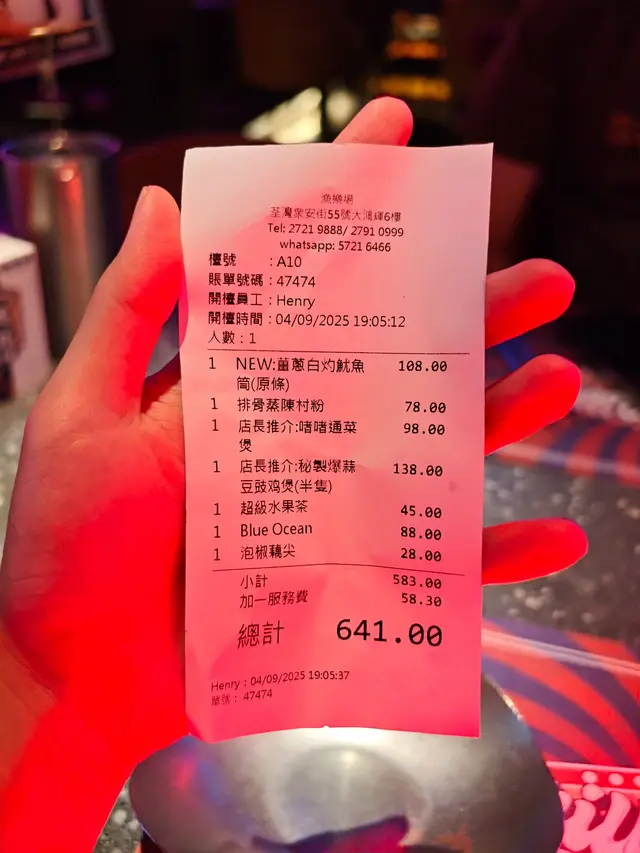 漁樂場
荃灣眾安街55號大鴻輝6樓
Tel: 2721 9888/ 2791 0999
whatsapp: 5721 6466
檯號 : A10
賬單號碼 : 47474
開檯員工 : Henry
開檯時間 : 04/09/2025 19:05:12
人數 : 1
1 NEW:薑蔥白灼魷魚 108.00
筒(原條)
1 排骨蒸陳村粉 78.00
1 店長推介:啫啫通菜 98.00
煲
1 店長推介:秘製爆蒜 138.00
豆豉鸡煲(半隻)
1 超級水果茶 45.00
1 Blue Ocean 88.00
1 泡椒藕尖 28.00
小計 583.00
加一服務費 58.30
總計 641.00
Henry : 04/09/2025 19:05:37
單號 : 47474